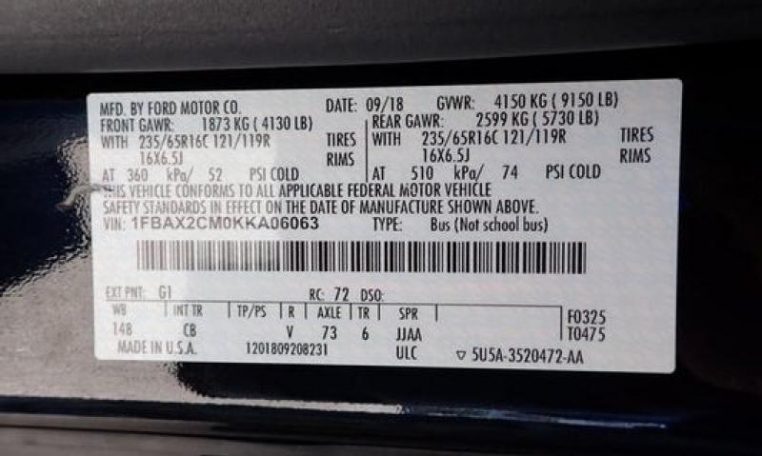 MFD. BY FORD MOTOR CO. DATE: 09/18 GVWR: 4150 KG ( 9150 LB)
FRONT GAWR: 1873 KG ( 4130 LB) REAR GAWR: 2599 KG ( 5730 LB)
WITH 235/65R16C 121/119R TIRES WITH 235/65R16C 121/119R TIRES
16X6.5J RIMS 16X6.5J RIMS
AT 360 kPa/ 52 PSI COLD AT 510 kPa/ 74 PSI COLD
THIS VEHICLE CONFORMS TO ALL APPLICABLE FEDERAL MOTOR VEHICLE
SAFETY STANDARDS IN EFFECT ON THE DATE OF MANUFACTURE SHOWN ABOVE.
VIN: 1FBAX2CM0KKA06063 TYPE: Bus (Not school bus)
EXT PNT: G1 RC: 72 DSO:
WB INT TR TP/PS R AXLE TR SPR F0325
148 CB V 73 6 JJAA T0475
MADE IN U.S.A. 1201809208231 ULC ▽ 5U5A-3520472-AA